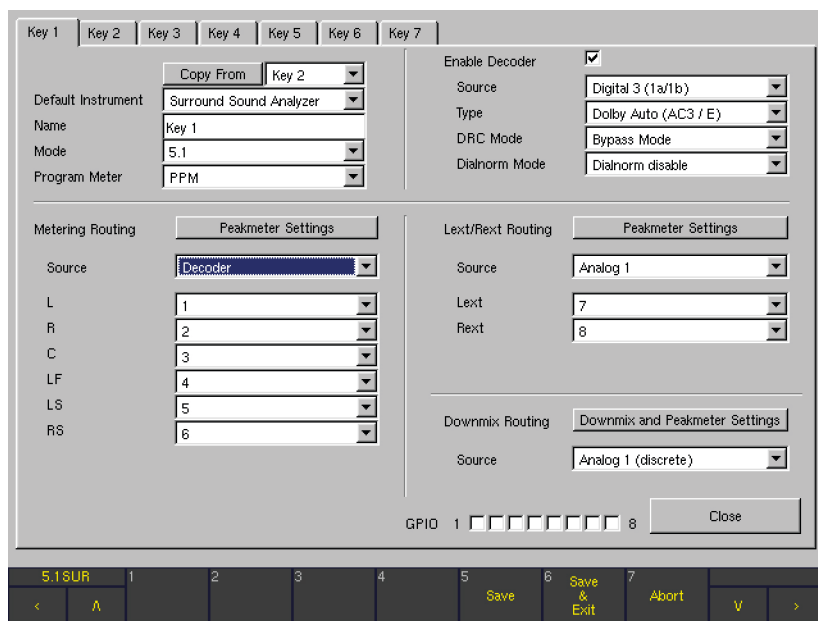 Key 1 Key 2 Key 3 Key 4 Key 5 Key 6 Key 7
Copy From Key 2
Default Instrument Surround Sound Analyzer
Name Key 1
Mode 5.1
Program Meter PPM
Enable Decoder
Source Digital 3 (1a/1b)
Type Dolby Auto (AC3 / E)
DRC Mode Bypass Mode
Dialnorm Mode Dialnorm disable
Metering Routing Peakmeter Settings
Source Decoder
L 1
R 2
C 3
LF 4
LS 5
RS 6
Lext/Rext Routing Peakmeter Settings
Source Analog 1
Lext 7
Rext 8
Downmix Routing Downmix and Peakmeter Settings
Source Analog 1 (discrete)
GPIO 1 8 Close
5.1SUR 1 2 3 4 5 Save 6 Save & Exit 7 Abort
< Λ V >